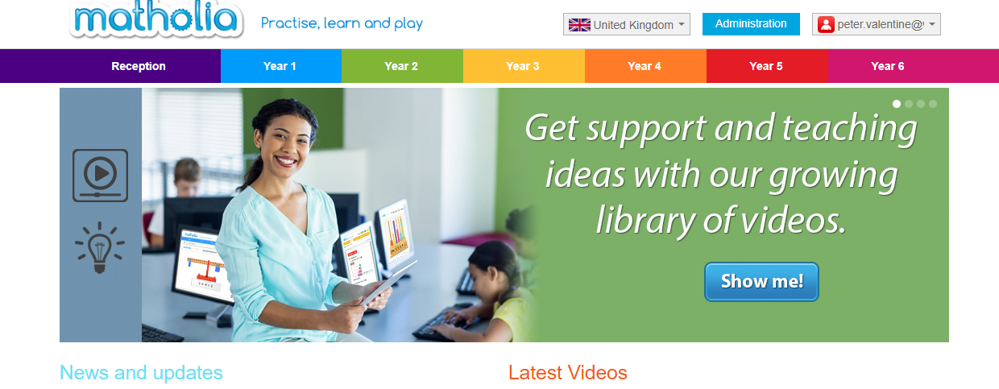 matholia
Practise, learn and play
United Kingdom
Administration
peter.valentine@
Reception
Year 1
Year 2
Year 3
Year 4
Year 5
Year 6
Get support and teaching
ideas with our growing
library of videos.
Show me!
News and updates
Latest Videos